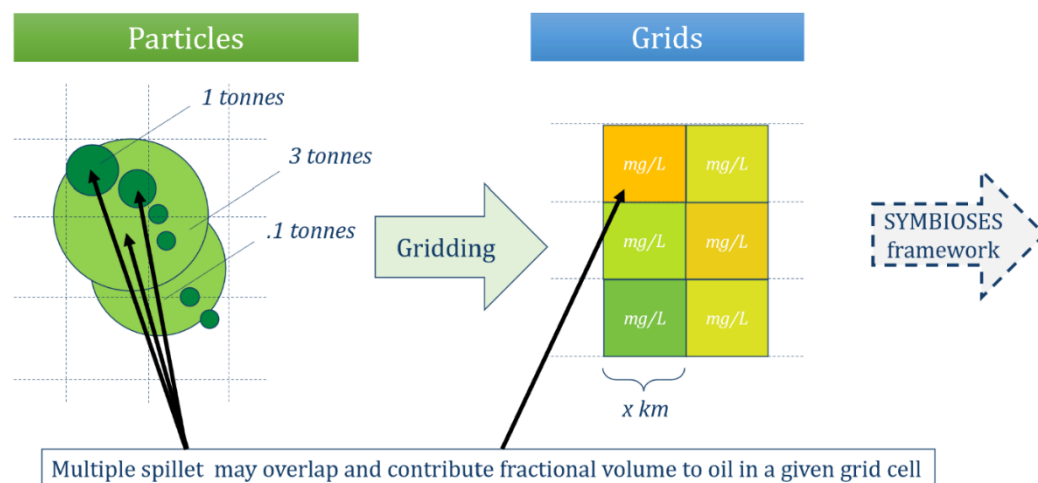 Particles
Grids
1 tonnes
3 tonnes
.1 tonnes
Gridding
mg/L
mg/L
mg/L
mg/L
mg/L
mg/L
x km
SYMBIOSES
framework
Multiple spillet may overlap and contribute fractional volume to oil in a given grid cell